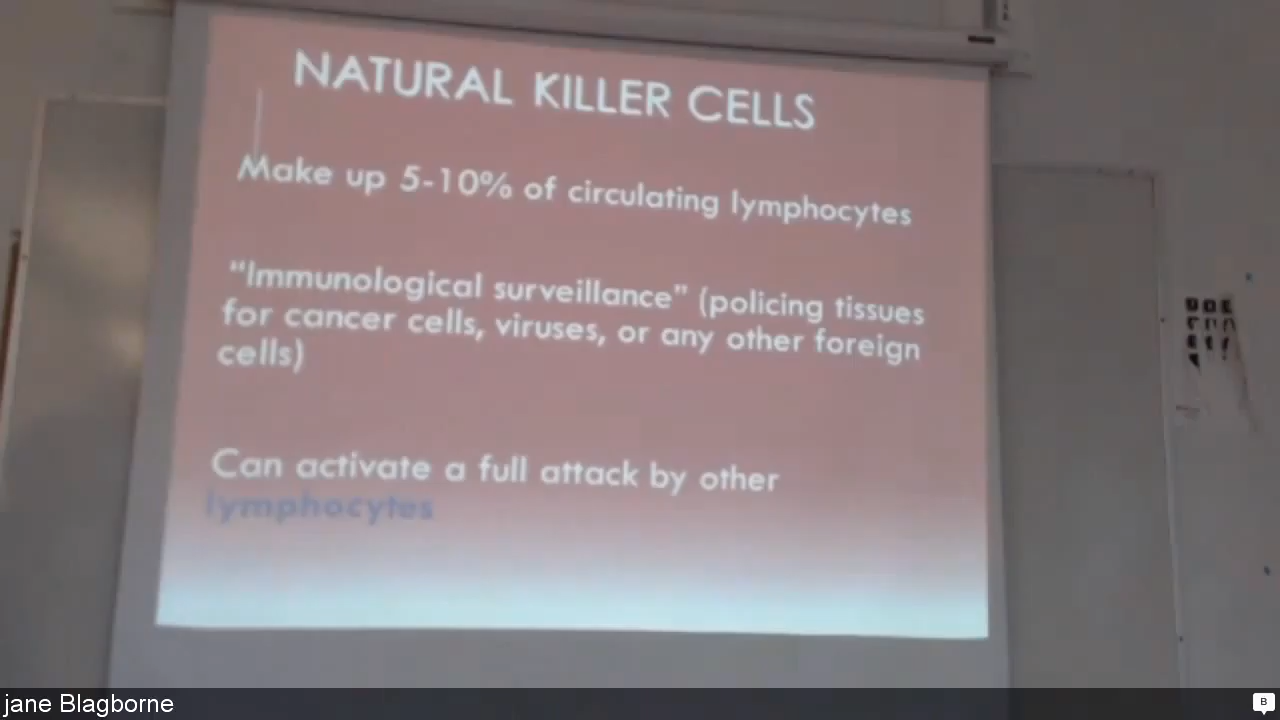 NATURAL KILLER CELLS
Make up 5-10% of circulating lymphocytes
“Immunological surveillance” (policing tissues
for cancer cells, viruses, or any other foreign
cells)
Can activate a full attack by other
lymphocytes
jane Blagborne
B